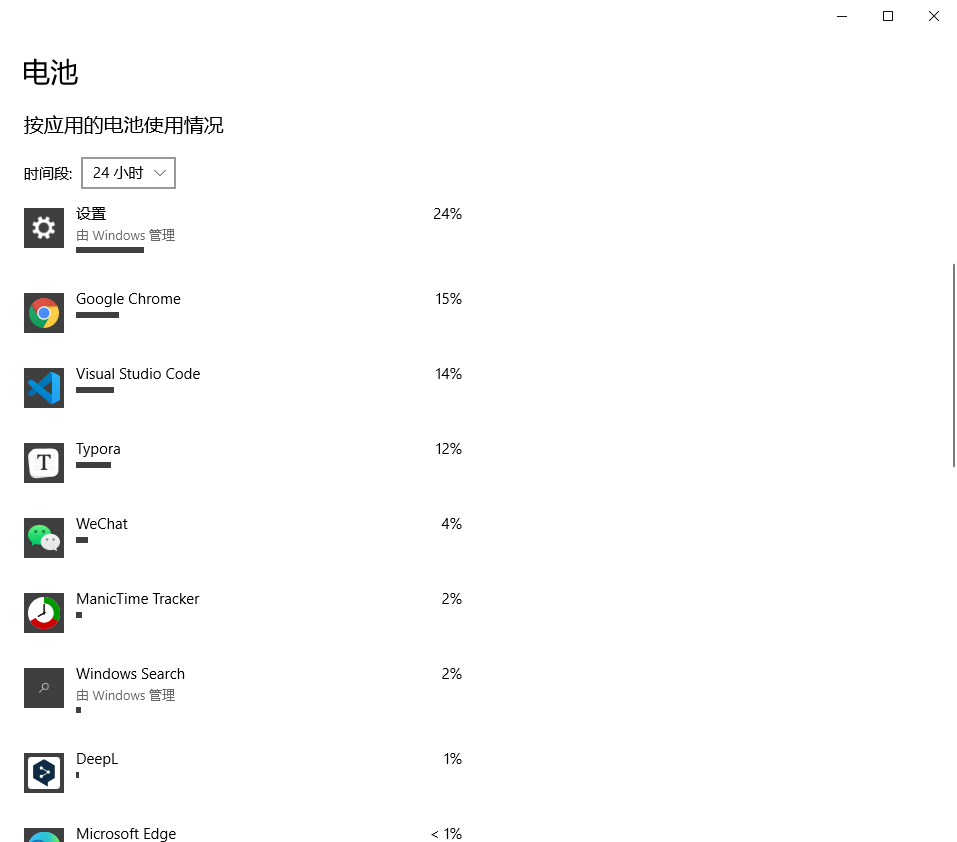 电池
按应用的电池使用情况
时间段: 24 小时
设置 24%
由 Windows 管理
Google Chrome 15%
Visual Studio Code 14%
T
Typora 12%
WeChat 4%
ManicTime Tracker 2%
Windows Search 2%
由 Windows 管理
DeepL 1%
Microsoft Edge < 1%